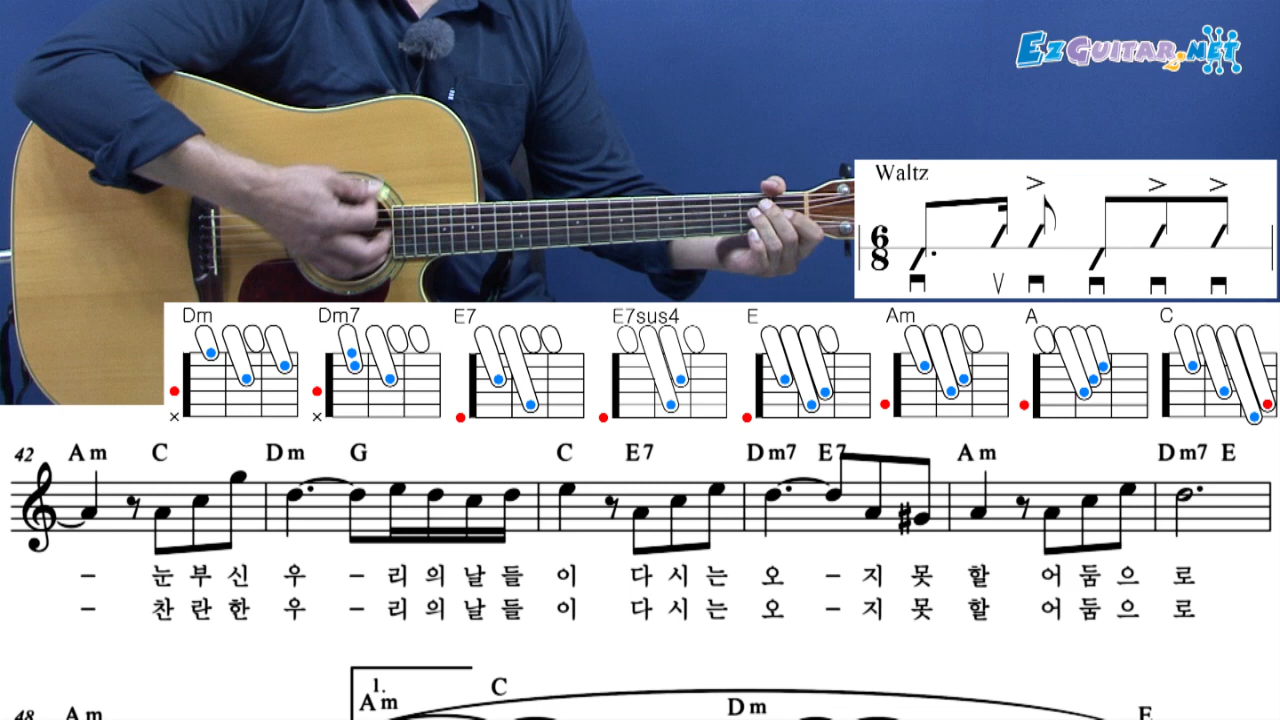 EZGUITAR.NET
Waltz
6
8
Dm Dm7 E7 E7sus4 E Am A C
42 Am C Dm G C E7 Dm7 E7 Am Dm7 E
– 눈 부 신 우 – 리 의 날 들 이 다 시 는 오 – 지 못 할 어 둠 으 로
– 찬 란 한 우 – 리 의 날 들 이 다 시 는 오 – 지 못 할 어 둠 으 로
48 Am 1. Am C Dm E